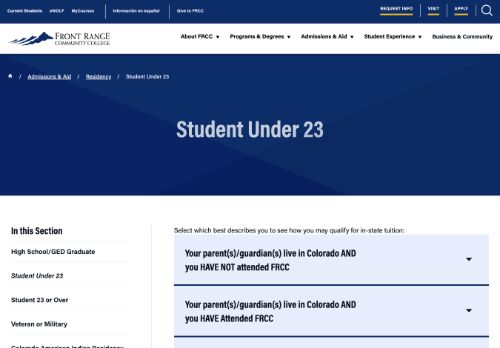 Current Students eWOLF MyCourses Información en español Give to FRCC REQUEST INFO VISIT APPLY
FRONT RANGE
COMMUNITY COLLEGE
About FRCC Programs & Degrees Admissions & Aid Student Experience Business & Community
/ Admissions & Aid / Residency / Student Under 23
Student Under 23
In this Section
High School/GED Graduate
Student Under 23
Student 23 or Over
Veteran or Military
Colorado American Indian Residency
Select which best describes you to see how you may qualify for in-state tuition:
Your parent(s)/guardian(s) live in Colorado AND
you HAVE NOT attended FRCC
Your parent(s)/guardian(s) live in Colorado AND
you HAVE Attended FRCC